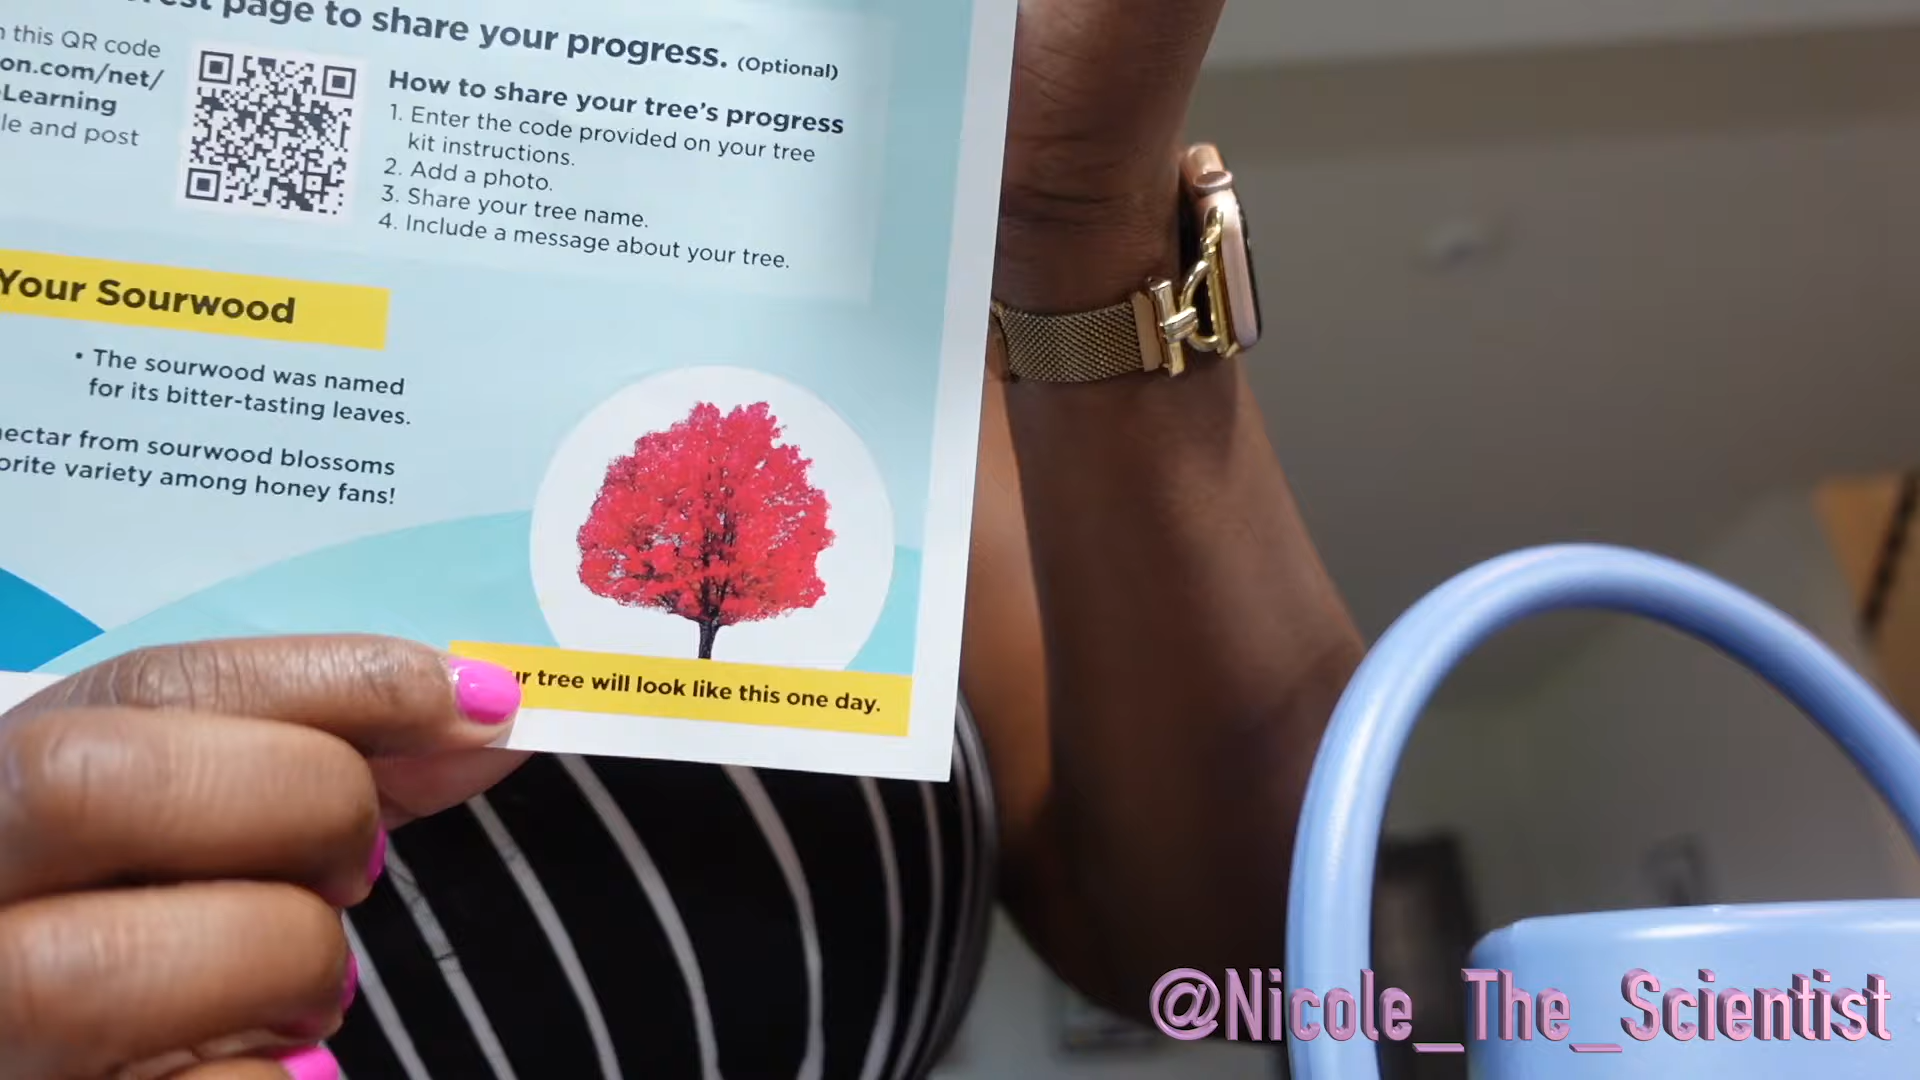 page to share your progress. (Optional)
this QR code
on.com/net/
Learning
le and post
How to share your tree's progress
1. Enter the code provided on your tree
kit instructions.
2. Add a photo.
3. Share your tree name.
4. Include a message about your tree.
Your Sourwood
• The sourwood was named
for its bitter-tasting leaves.
nectar from sourwood blossoms
orite variety among honey fans!
tree will look like this one day.
@Nicole_The_Scientist